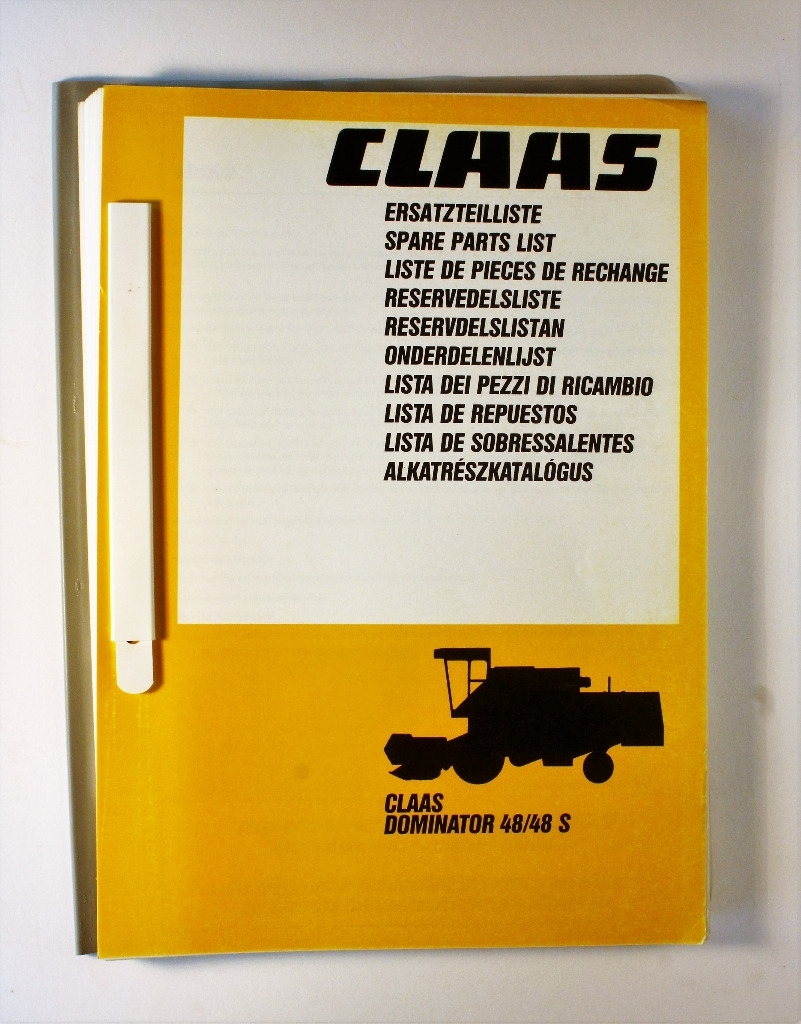 CLAAS
ERSATZTEILLISTE
SPARE PARTS LIST
LISTE DE PIECES DE RECHANGE
RESERVEDELSLISTE
RESERVDELSLISTAN
ONDERDELENLIJST
LISTA DEI PEZZI DI RICAMBIO
LISTA DE REPUESTOS
LISTA DE SOBRESSALENTES
ALKATRÉSZKATALÓGUS
CLAAS
DOMINATOR 48/48 S